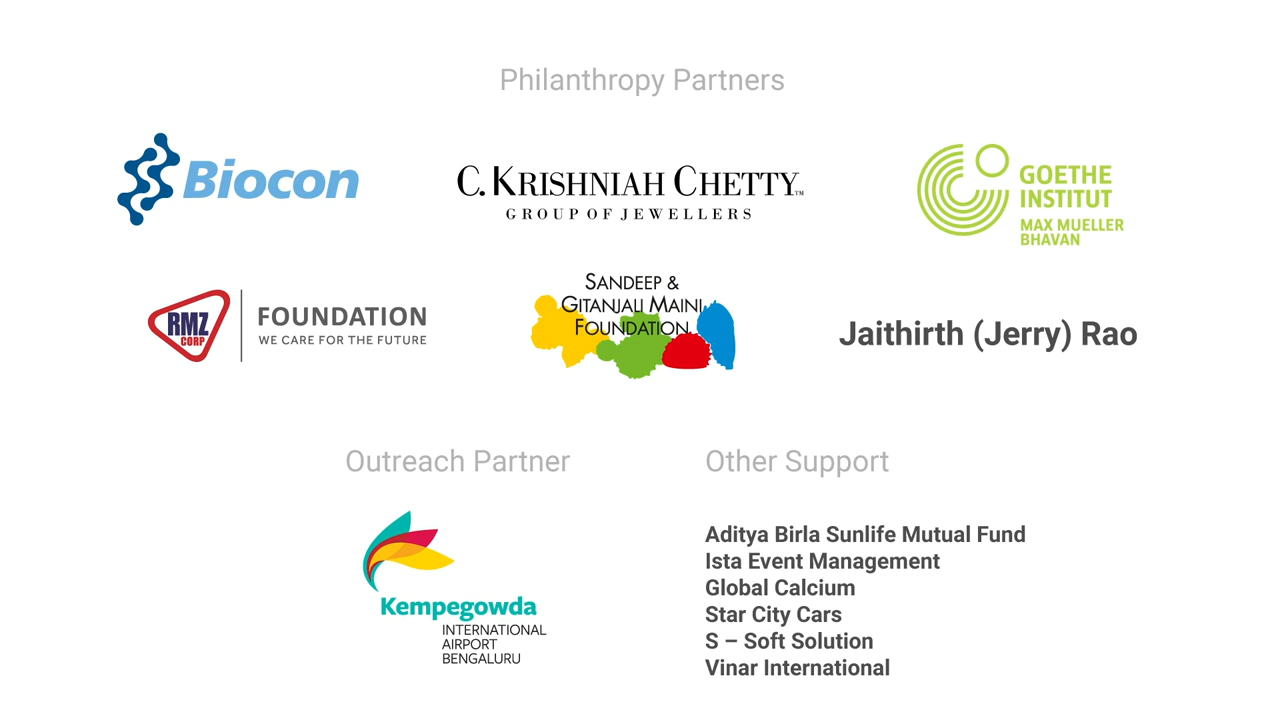 Philanthropy Partners
Biocon
C. KRISHNIAH CHETTY™
GROUP OF JEWELLERS
GOETHE
INSTITUT
MAX MUELLER
BHAVAN
RMZ
CORP
FOUNDATION
WE CARE FOR THE FUTURE
SANDEEP &
GITANJALI MAINI
FOUNDATION
Jaithirth (Jerry) Rao
Outreach Partner
Kempegowda
INTERNATIONAL
AIRPORT
BENGALURU
Other Support
Aditya Birla Sunlife Mutual Fund
Ista Event Management
Global Calcium
Star City Cars
S – Soft Solution
Vinar International